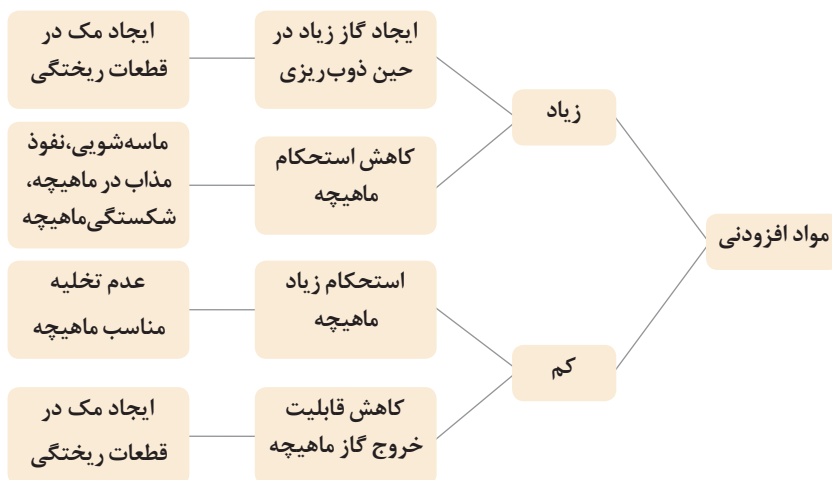 مواد افزودنی
زیاد
ایجاد گاز زیاد در
حین ذوب‌ریزی
ایجاد مک در
قطعات ریختگی
کاهش استحکام
ماهیچه
ماسه‌شویی،نفوذ
مذاب در ماهیچه،
شکستگی‌ماهیچه
کم
استحکام زیاد
ماهیچه
عدم تخلیه
مناسب ماهیچه
کاهش قابلیت
خروج گاز ماهیچه
ایجاد مک در
قطعات ریختگی